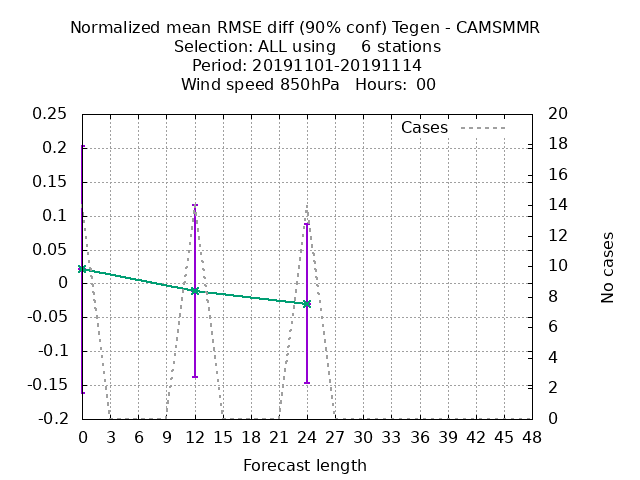 Normalized mean RMSE diff (90% conf) Tegen - CAMSMMR
Selection: ALL using     6 stations
Period: 20191101-20191114
Wind speed 850hPa   Hours:  00
Cases
0.25
0.2
0.15
0.1
0.05
0
-0.05
-0.1
-0.15
-0.2
20
18
16
14
12
10
8
6
4
2
0
No cases
0 3 6 9 12 15 18 21 24 27 30 33 36 39 42 45 48
Forecast length